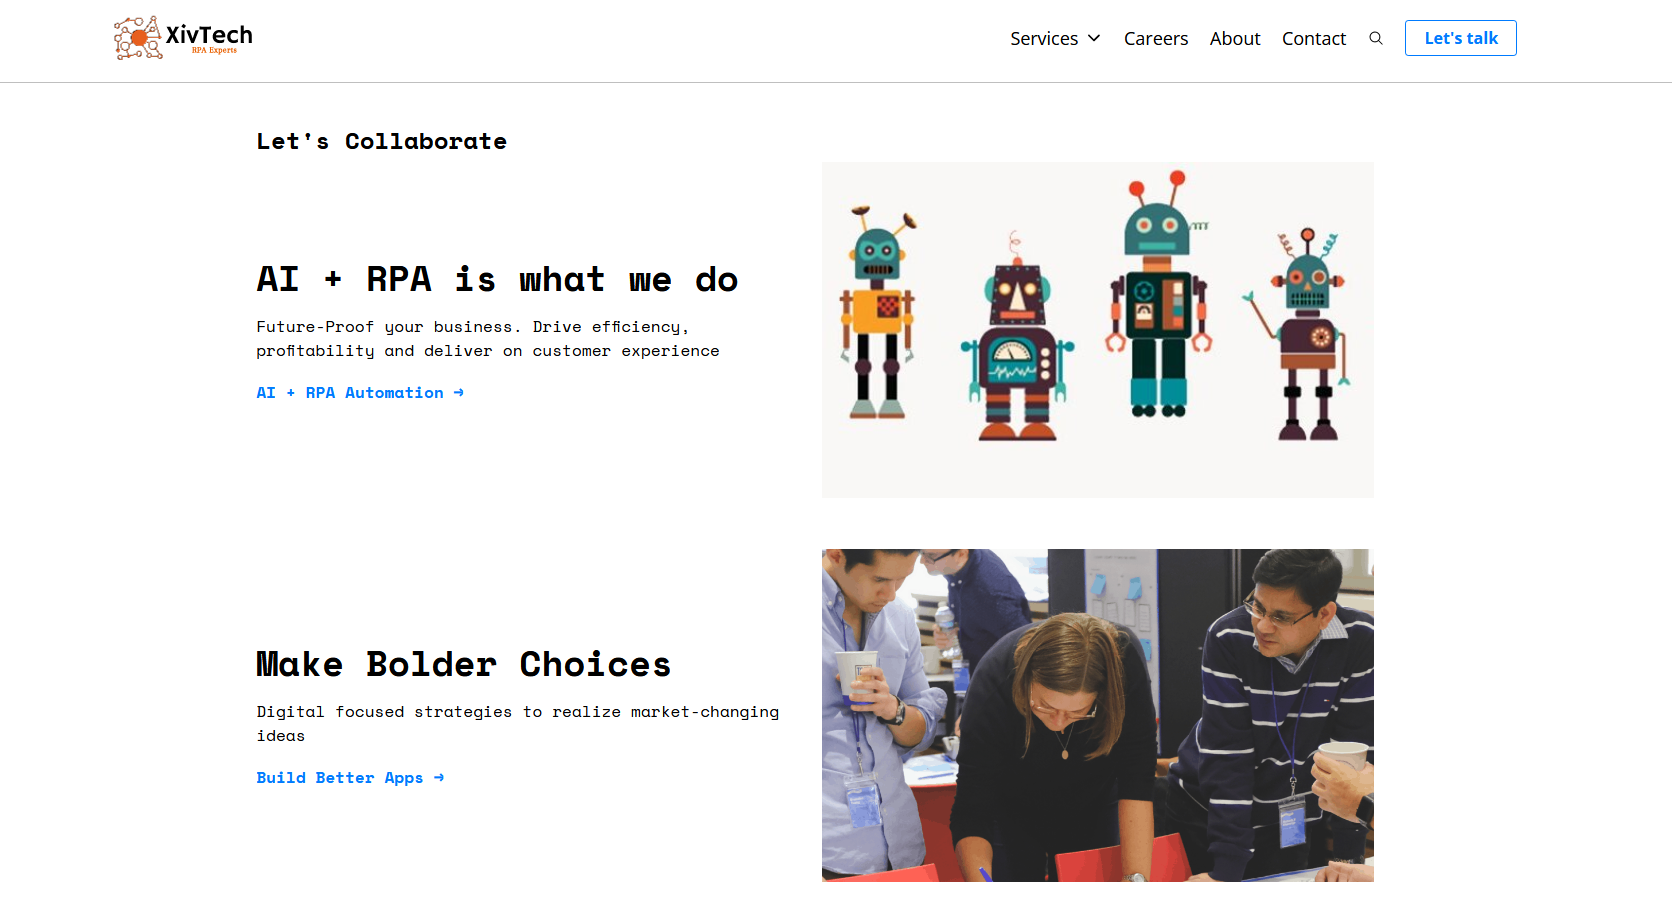 XivTech
RPA Experts
Services
Careers
About
Contact
Let's talk
Let's Collaborate
AI + RPA is what we do
Future-Proof your business. Drive efficiency,
profitability and deliver on customer experience
AI + RPA Automation →
Make Bolder Choices
Digital focused strategies to realize market-changing
ideas
Build Better Apps →